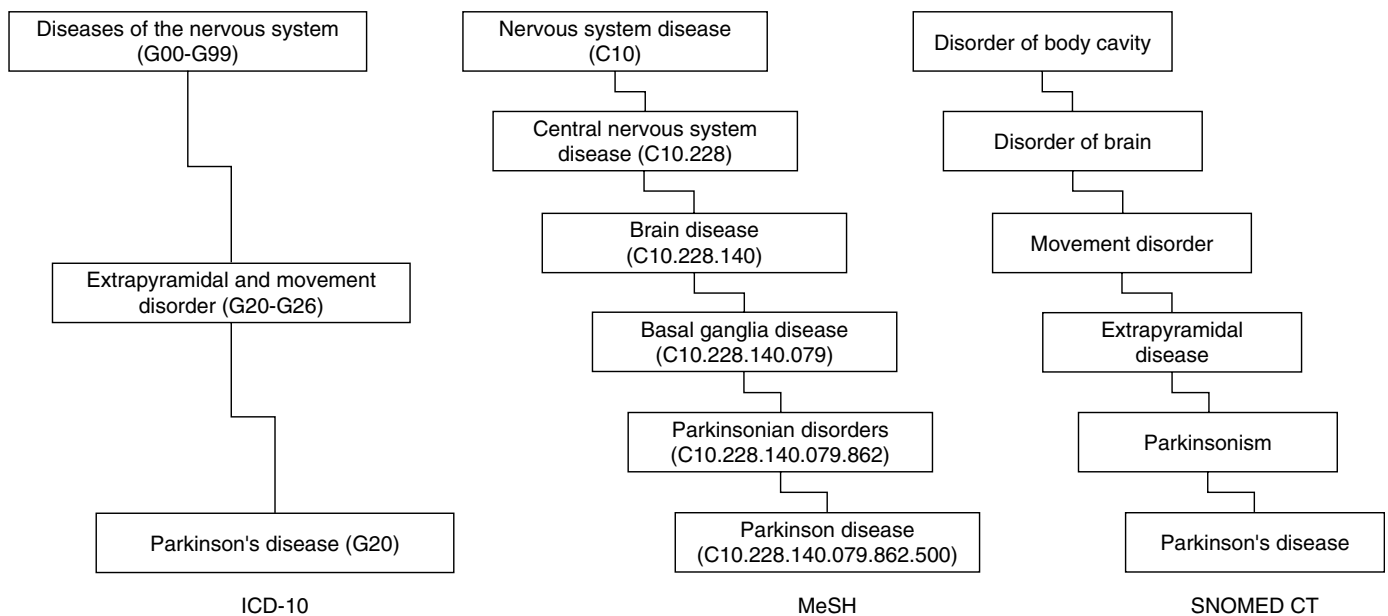 Diseases of the nervous system
(G00-G99)
Extrapyramidal and movement
disorder (G20-G26)
Parkinson's disease (G20)
ICD-10
Nervous system disease
(C10)
Central nervous system
disease (C10.228)
Brain disease
(C10.228.140)
Basal ganglia disease
(C10.228.140.079)
Parkinsonian disorders
(C10.228.140.079.862)
Parkinson disease
(C10.228.140.079.862.500)
MeSH
Disorder of body cavity
Disorder of brain
Movement disorder
Extrapyramidal
disease
Parkinsonism
Parkinson's disease
SNOMED CT